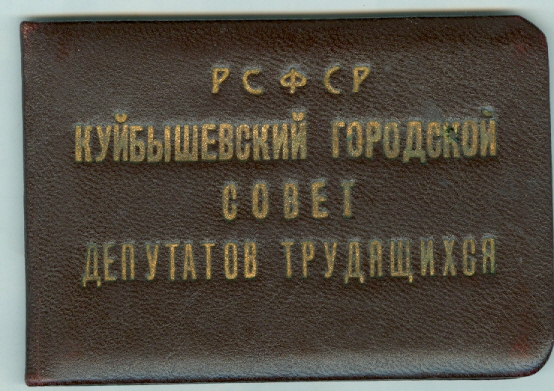 РСФСР
КУЙБЫШЕВСКИЙ ГОРОДСКОЙ
СОВЕТ
ДЕПУТАТОВ ТРУДЯЩИХСЯ